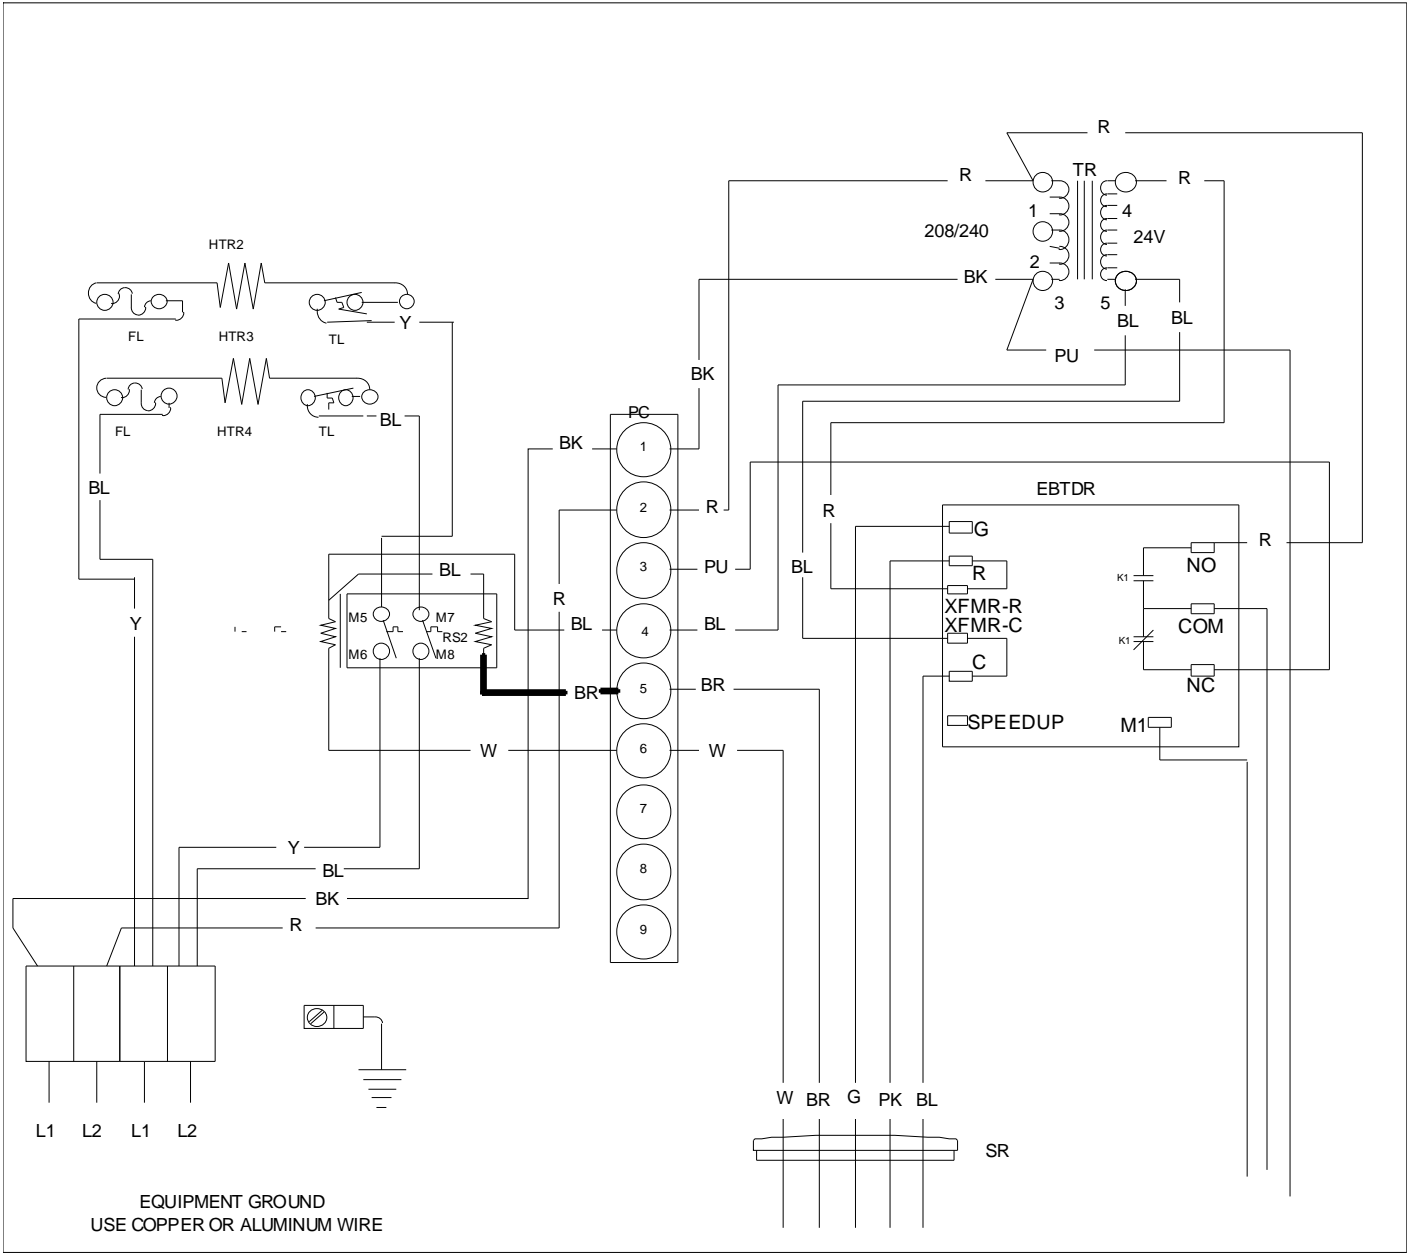 R
R
TR
R
1
4
208/240
24V
2
BK
3
5
BL
BL
PU
HTR2
FL
HTR3
TL
Y
FL
HTR4
TL
BL
BK
PC
BK
1
BL
EBTDR
2
R
R
G
R
NO
K1
3
PU
BL
BL
R
XFMR-R
XFMR-C
COM
K1
C
NC
R
M5
M7
RS2
M6
M8
Y
BL
4
BL
BR
5
BR
SPEEDUP
M1
W
6
W
7
Y
8
BL
BK
R
9
W
BR
G
PK
BL
SR
L1
L2
L1
L2
EQUIPMENT GROUND
USE COPPER OR ALUMINUM WIRE